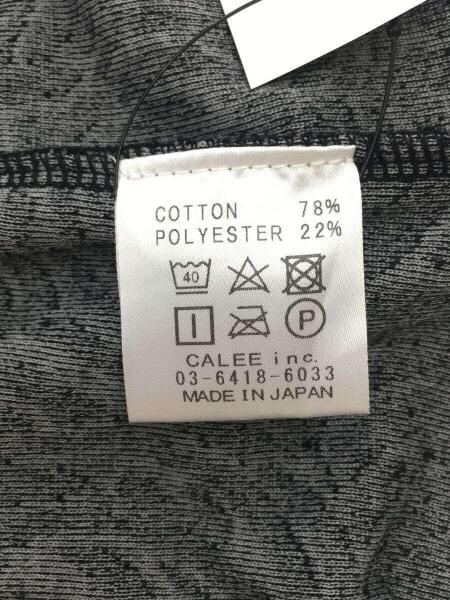 COTTON 78%
POLYESTER 22%
40
P
CALEE inc.
03-6418-6033
MADE IN JAPAN